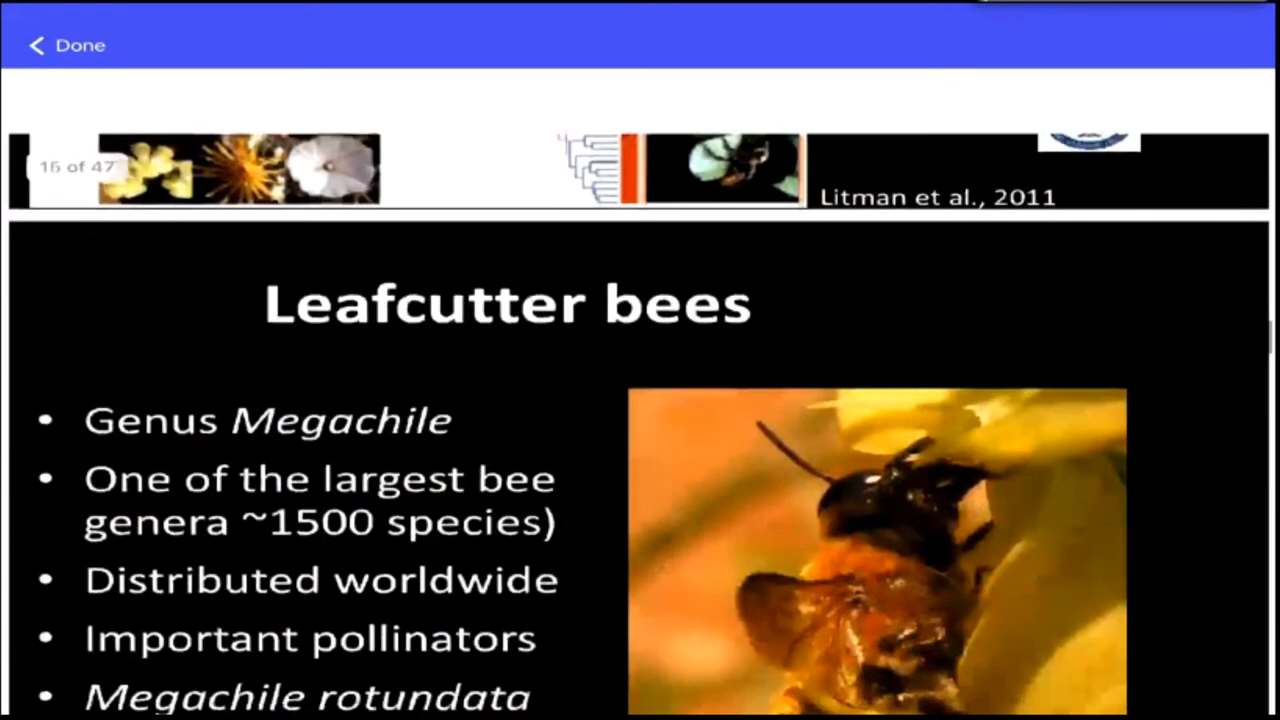 Done
15 of 47
Litman et al., 2011
Leafcutter bees
• Genus Megachile
• One of the largest bee
genera ~1500 species)
• Distributed worldwide
• Important pollinators
• Megachile rotundata